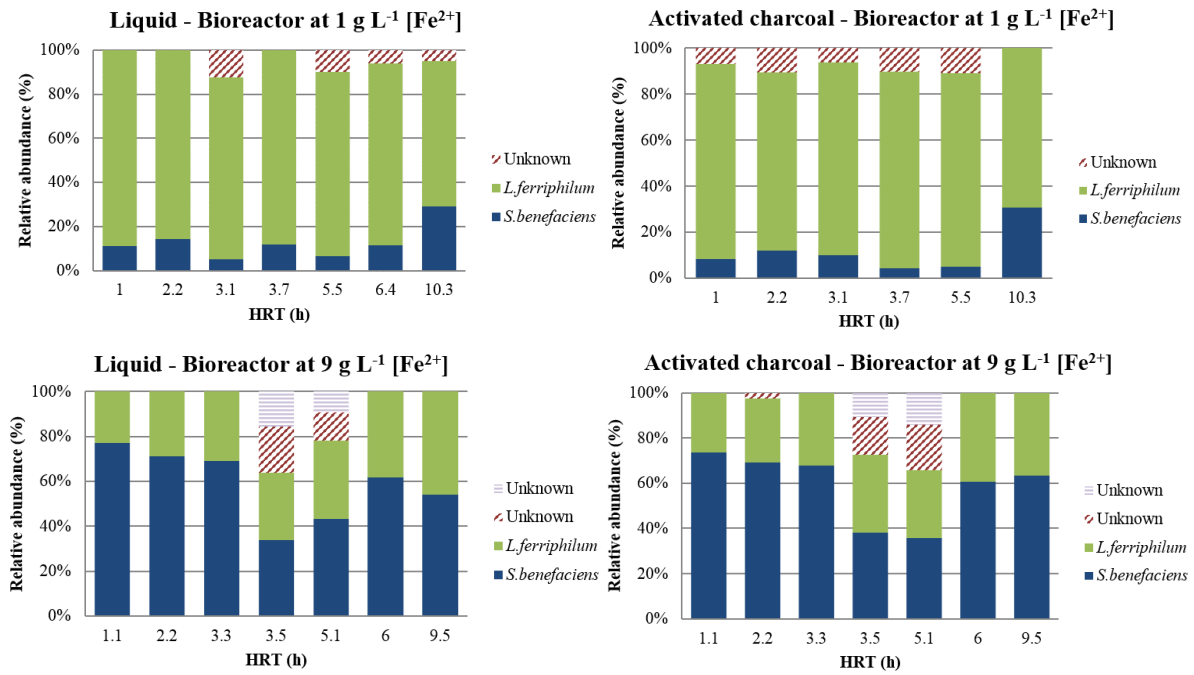 Liquid - Bioreactor at 1 g L⁻¹ [Fe²⁺]
Relative abundance (%)
100%
80%
60%
40%
20%
0%
1 2.2 3.1 3.7 5.5 6.4 10.3
HRT (h)
Unknown
L.ferriphilum
S.benefaciens
Activated charcoal - Bioreactor at 1 g L⁻¹ [Fe²⁺]
Relative abundance (%)
100%
80%
60%
40%
20%
0%
1 2.2 3.1 3.7 5.5 10.3
HRT (h)
Unknown
L.ferriphilum
S.benefaciens
Liquid - Bioreactor at 9 g L⁻¹ [Fe²⁺]
Relative abundance (%)
100%
80%
60%
40%
20%
0%
1.1 2.2 3.3 3.5 5.1 6 9.5
HRT (h)
Unknown
Unknown
L.ferriphilum
S.benefaciens
Activated charcoal - Bioreactor at 9 g L⁻¹ [Fe²⁺]
Relative abundance (%)
100%
80%
60%
40%
20%
0%
1.1 2.2 3.3 3.5 5.1 6 9.5
HRT (h)
Unknown
Unknown
L.ferriphilum
S.benefaciens